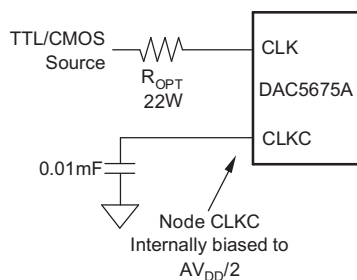 TTL/CMOS
Source
R_OPT
22W
CLK
DAC5675A
CLKC
0.01mF
Node CLKC
Internally biased to
AV_DD/2